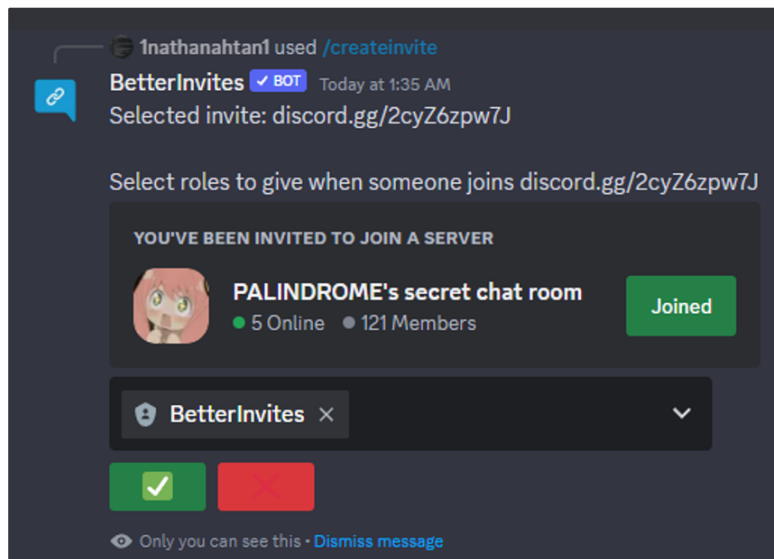 1nathanahtan1 used /createinvite
BetterInvites ✓ BOT Today at 1:35 AM
Selected invite: discord.gg/2cyZ6zpw7J
Select roles to give when someone joins discord.gg/2cyZ6zpw7J
YOU'VE BEEN INVITED TO JOIN A SERVER
PALINDROME's secret chat room
5 Online 121 Members
Joined
BetterInvites ×
Only you can see this • Dismiss message